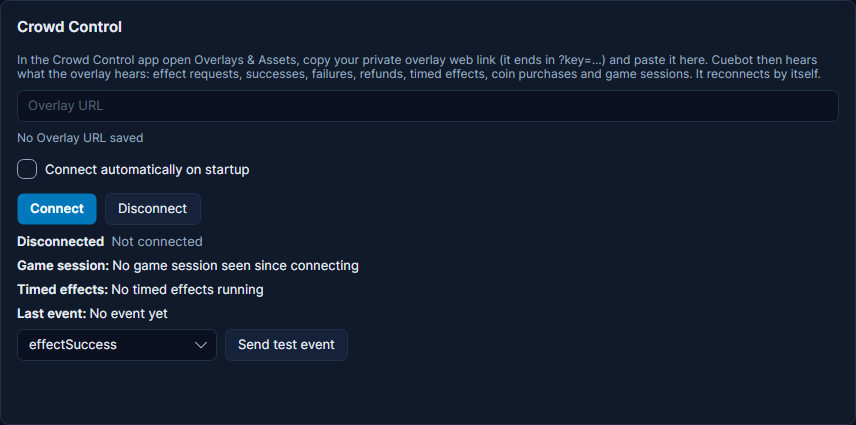 Crowd Control
In the Crowd Control app open Overlays & Assets, copy your private overlay web link (it ends in ?key=...) and paste it here. Cuebot then hears
what the overlay hears: effect requests, successes, failures, refunds, timed effects, coin purchases and game sessions. It reconnects by itself.
Overlay URL
No Overlay URL saved
Connect automatically on startup
Connect Disconnect
Disconnected Not connected
Game session: No game session seen since connecting
Timed effects: No timed effects running
Last event: No event yet
effectSuccess Send test event